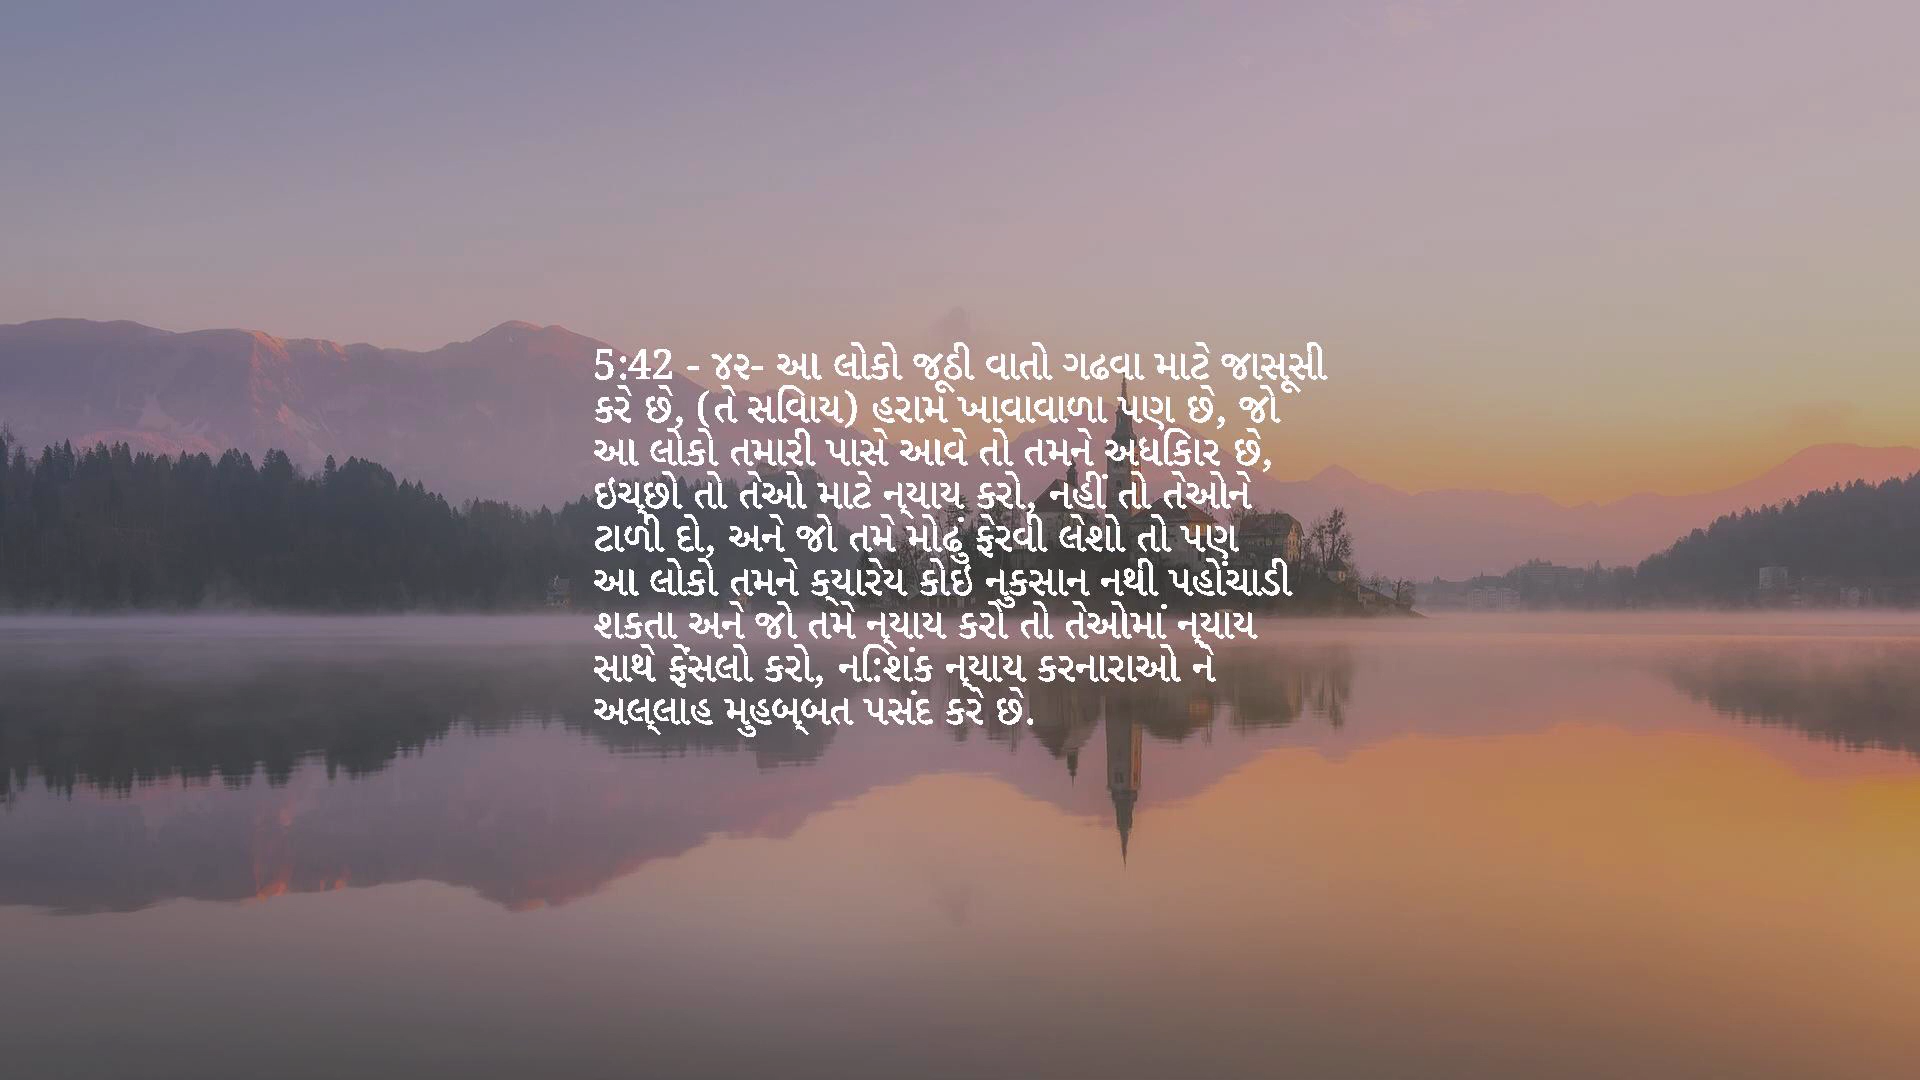 5:42 - ૪ર- આ લોકો જૂઠી વાતો ગઢવા માટે જાસૂસી
કરે છે, (તે સિવાય) હરામ ખાવાવાળા પણ છે, જો
આ લોકો તમારી પાસે આવે તો તમને અધિકાર છે,
ઇચ્છો તો તેઓ માટે ન્યાય કરો, નહીં તો તેઓને
ટાળી દો, અને જો તમે મોઢું ફેરવી લેશો તો પણ
આ લોકો તમને ક્યારેય કોઇ નુકસાન નથી પહોંચાડી
શકતા અને જો તમે ન્યાય કરો તો તેઓમાં ન્યાય
સાથે ફેંસલો કરો, નિ:શંક ન્યાય કરનારાઓ ને
અલ્લાહ મુહબ્બત પસંદ કરે છે.